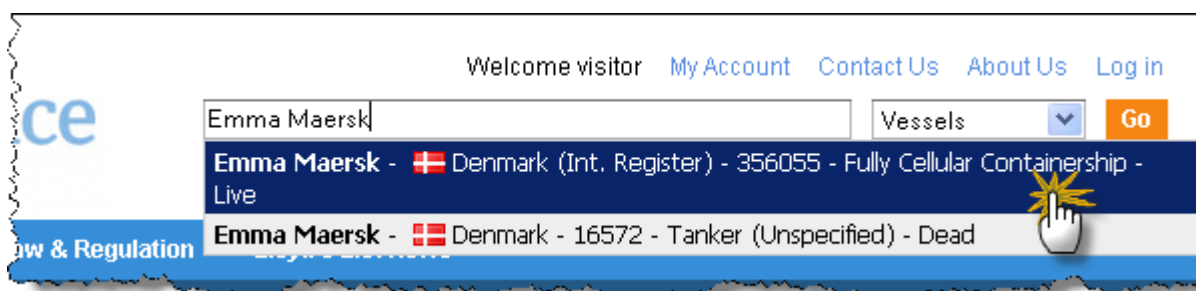 Welcome visitor My Account Contact Us About Us Log in
Emma Maersk Vessels Go
Emma Maersk - Denmark (Int. Register) - 356055 - Fully Cellular Containership -
Live
Emma Maersk - Denmark - 16572 - Tanker (Unspecified) - Dead
& Regulation